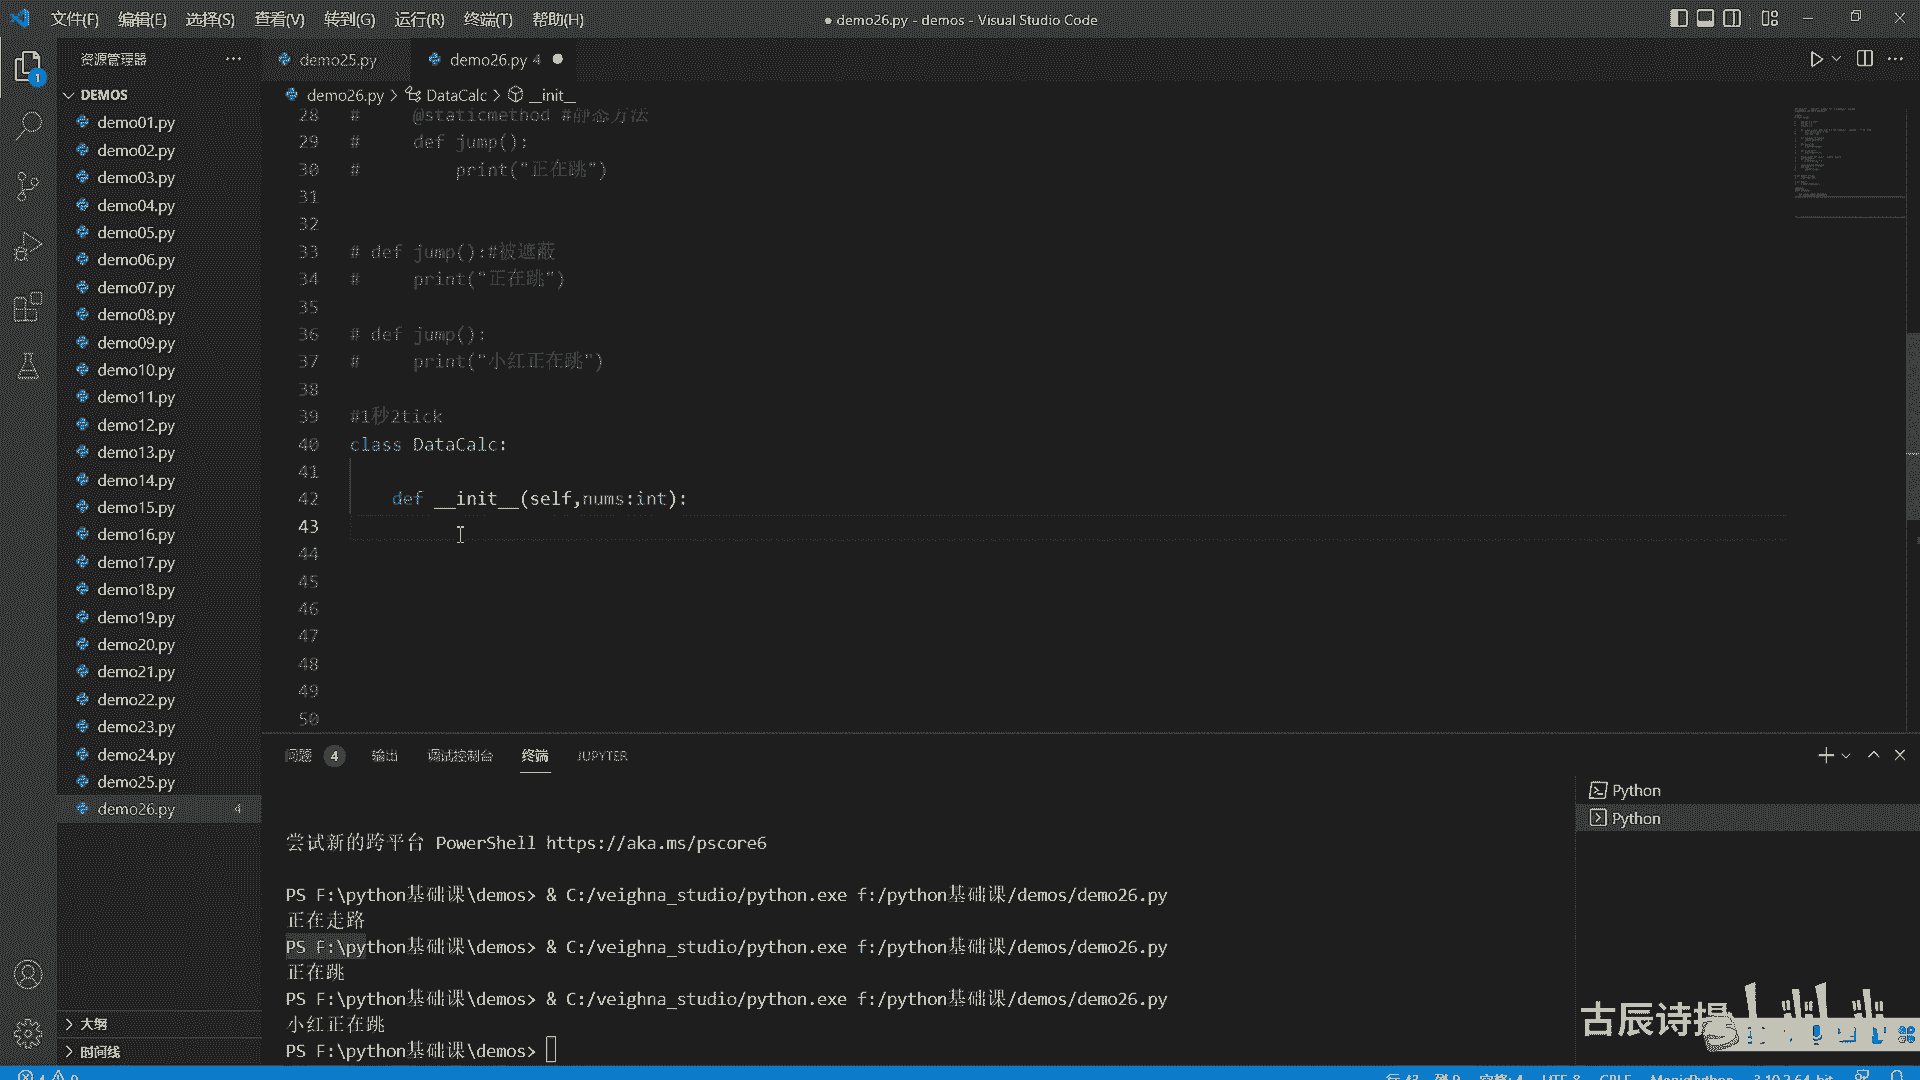 文件(F) 编辑(E) 选择(S) 查看(V) 转到(G) 运行(R) 终端(T) 帮助(H)
● demo26.py - demos - Visual Studio Code
资源管理器
DEMOS
demo01.py
demo02.py
demo03.py
demo04.py
demo05.py
demo06.py
demo07.py
demo08.py
demo09.py
demo10.py
demo11.py
demo12.py
demo13.py
demo14.py
demo15.py
demo16.py
demo17.py
demo18.py
demo19.py
demo20.py
demo21.py
demo22.py
demo23.py
demo24.py
demo25.py
demo26.py 4
大纲
时间线
1
demo25.py
demo26.py 4 ●
demo26.py > DataCalc > __init__
28 # @staticmethod #静态方法
29 # def jump():
30 # print("正在跳")
31
32
33 # def jump():#被遮蔽
34 # print("正在跳")
35
36 # def jump():
37 # print("小红正在跳")
38
39 #1秒2tick
40 class DataCalc:
41
42 def __init__(self,nums:int):
43
44
45
46
47
48
49
50
问题 4 输出 调试控制台 终端 JUPYTER
尝试新的跨平台 PowerShell https://aka.ms/pscore6
PS F:\python基础课\demos> & C:/veighna_studio/python.exe f:/python基础课/demos/demo26.py
正在走路
PS F:\python基础课\demos> & C:/veighna_studio/python.exe f:/python基础课/demos/demo26.py
正在跳
PS F:\python基础课\demos> & C:/veighna_studio/python.exe f:/python基础课/demos/demo26.py
小红正在跳
PS F:\python基础课\demos>
Python
Python
古辰诗提